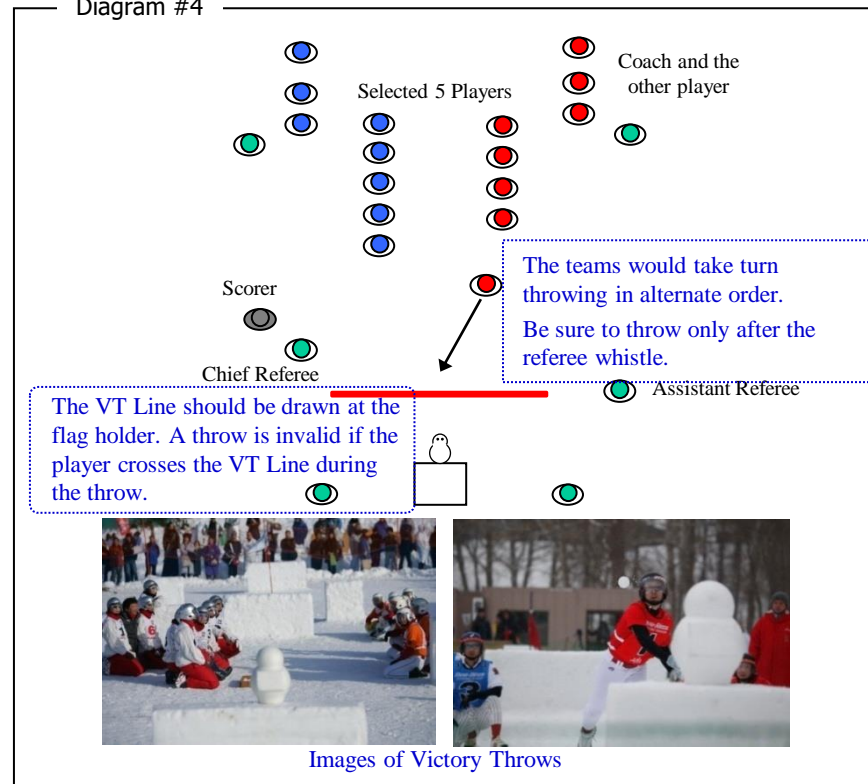 Diagram #4
Coach and the
other player
Selected 5 Players
The teams would take turn
throwing in alternate order.
Be sure to throw only after the
referee whistle.
Scorer
Chief Referee
Assistant Referee
The VT Line should be drawn at the
flag holder. A throw is invalid if the
player crosses the VT Line during
the throw.
Images of Victory Throws